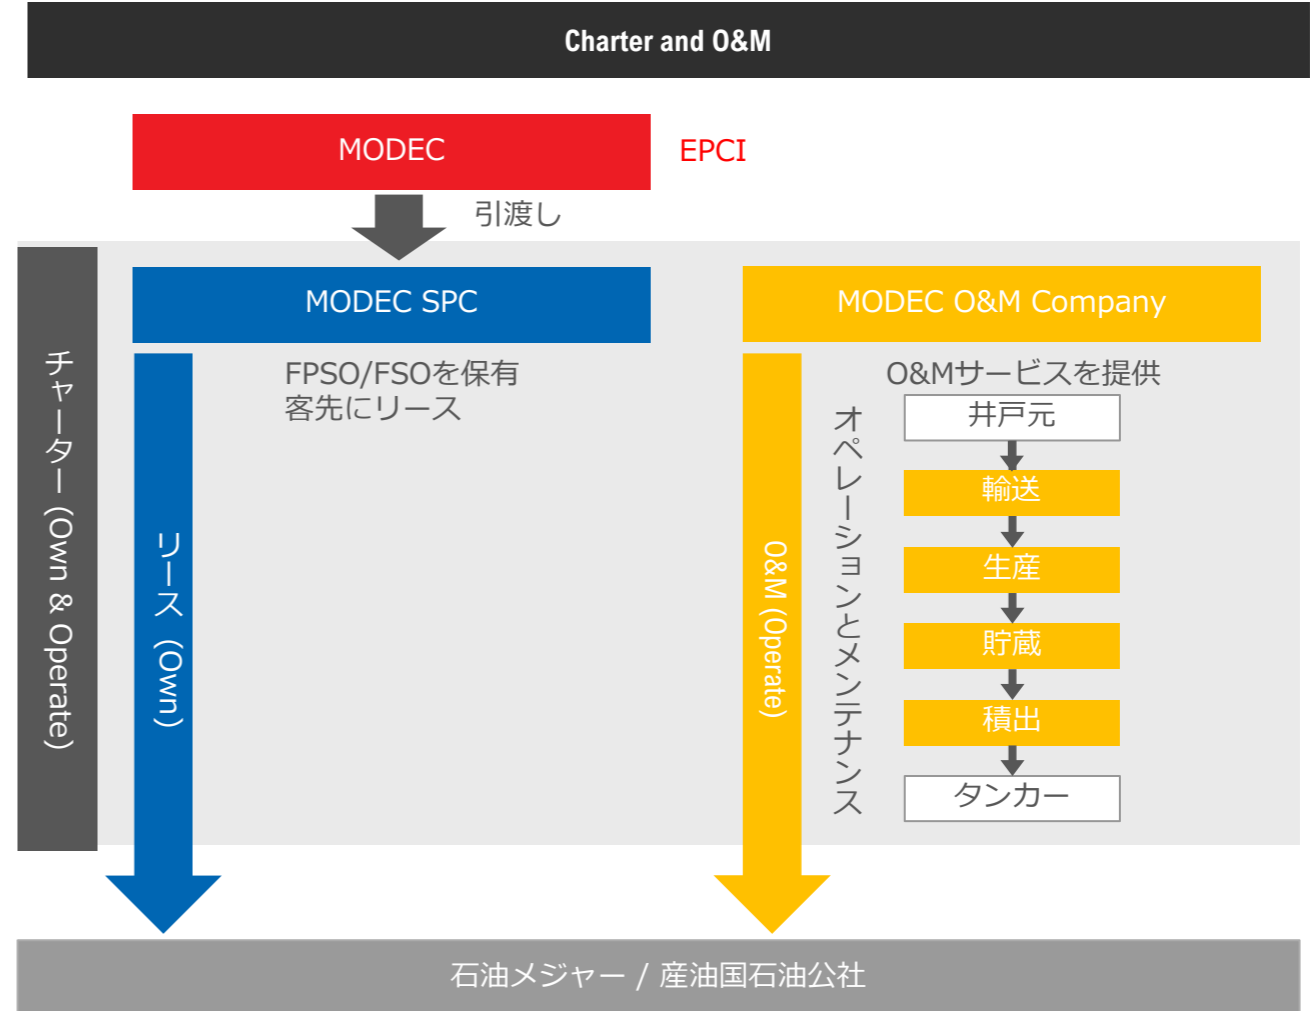 Charter and O&M
MODEC
EPCI
引渡し
チャーター (Own & Operate)
MODEC SPC
FPSO/FSOを保有
客先にリース
リース (Own)
MODEC O&M Company
O&Mサービスを提供
O&M (Operate)
オペレーションとメンテナンス
井戸元
輸送
生産
貯蔵
積出
タンカー
石油メジャー / 産油国石油公社